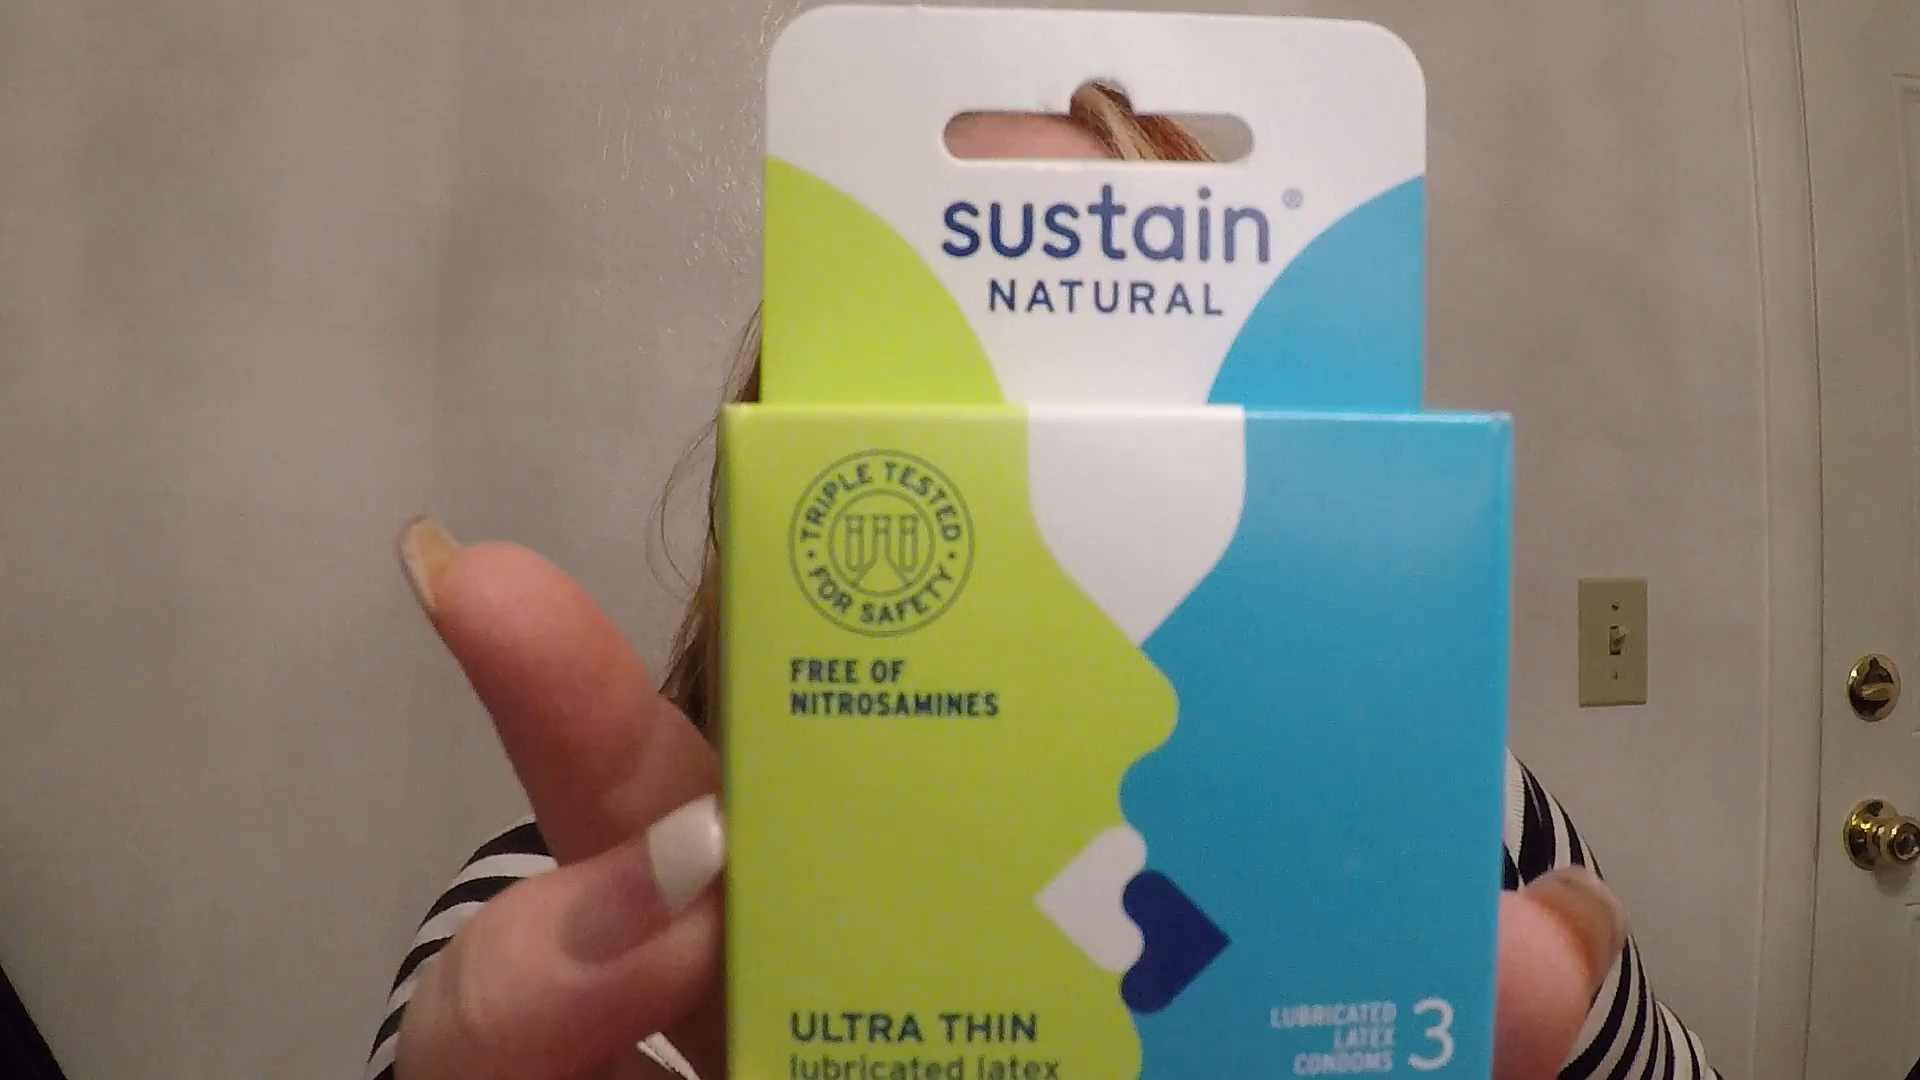 sustain®
NATURAL
TRIPLE TESTED
FOR SAFETY
FREE OF
NITROSAMINES
ULTRA THIN
lubricated latex
LUBRICATED
LATEX
CONDOMS
3